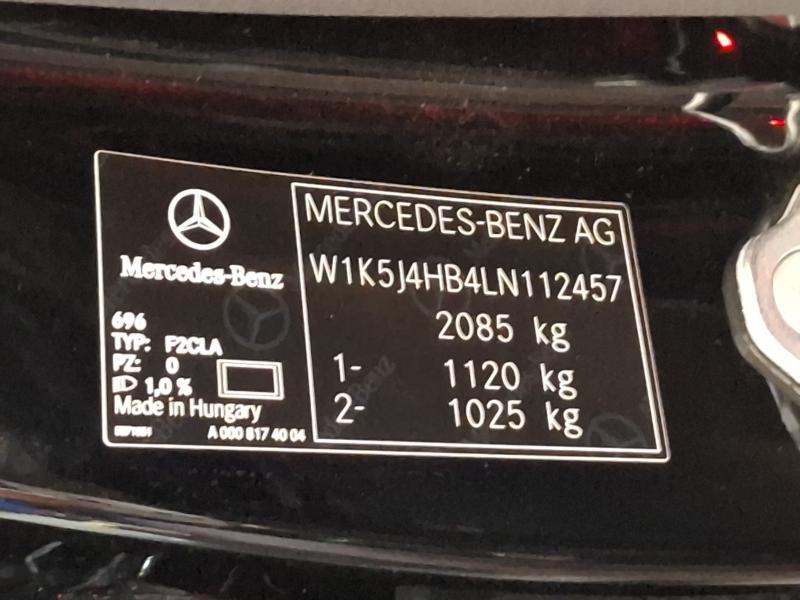 Mercedes-Benz
696
TYP: F2CLA
PZ: 0
1,0 %
Made in Hungary
A 000 817 40 04
MERCEDES-BENZ AG
W1K5J4HB4LN112457
2085 kg
1- 1120 kg
2- 1025 kg